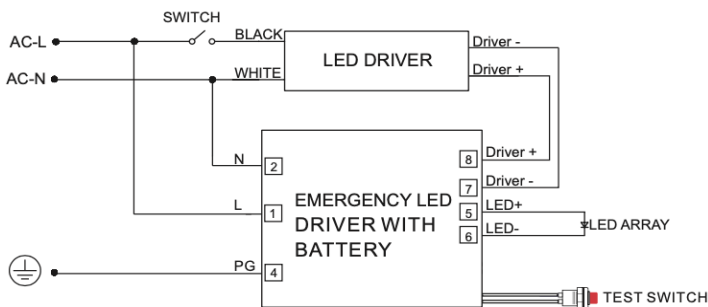 SWITCH
AC-L
BLACK
LED DRIVER
Driver -
AC-N
WHITE
Driver +
N
2
8
Driver +
7
Driver -
L
1
EMERGENCY LED
DRIVER WITH
BATTERY
5
LED+
LED ARRAY
6
LED-
PG
4
TEST SWITCH